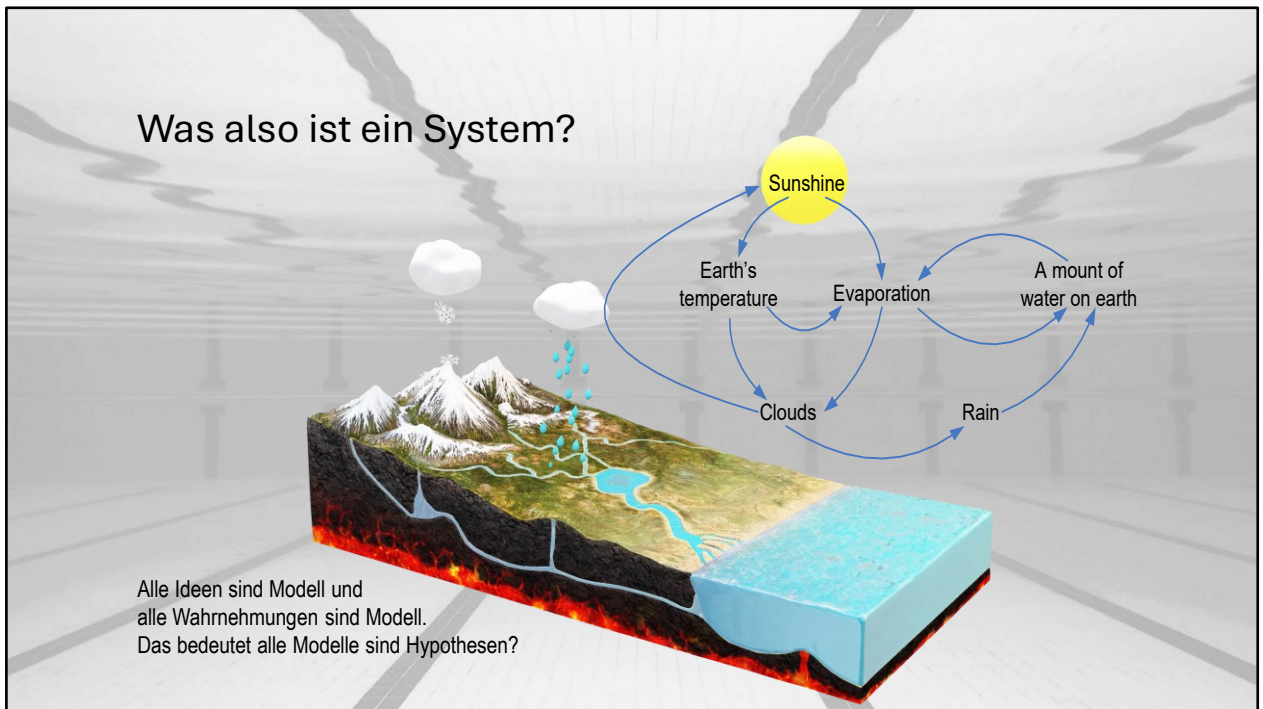 Was also ist ein System?
Sunshine
Earth's
temperature
Evaporation
A mount of
water on earth
Clouds
Rain
Alle Ideen sind Modell und
alle Wahrnehmungen sind Modell.
Das bedeutet alle Modelle sind Hypothesen?